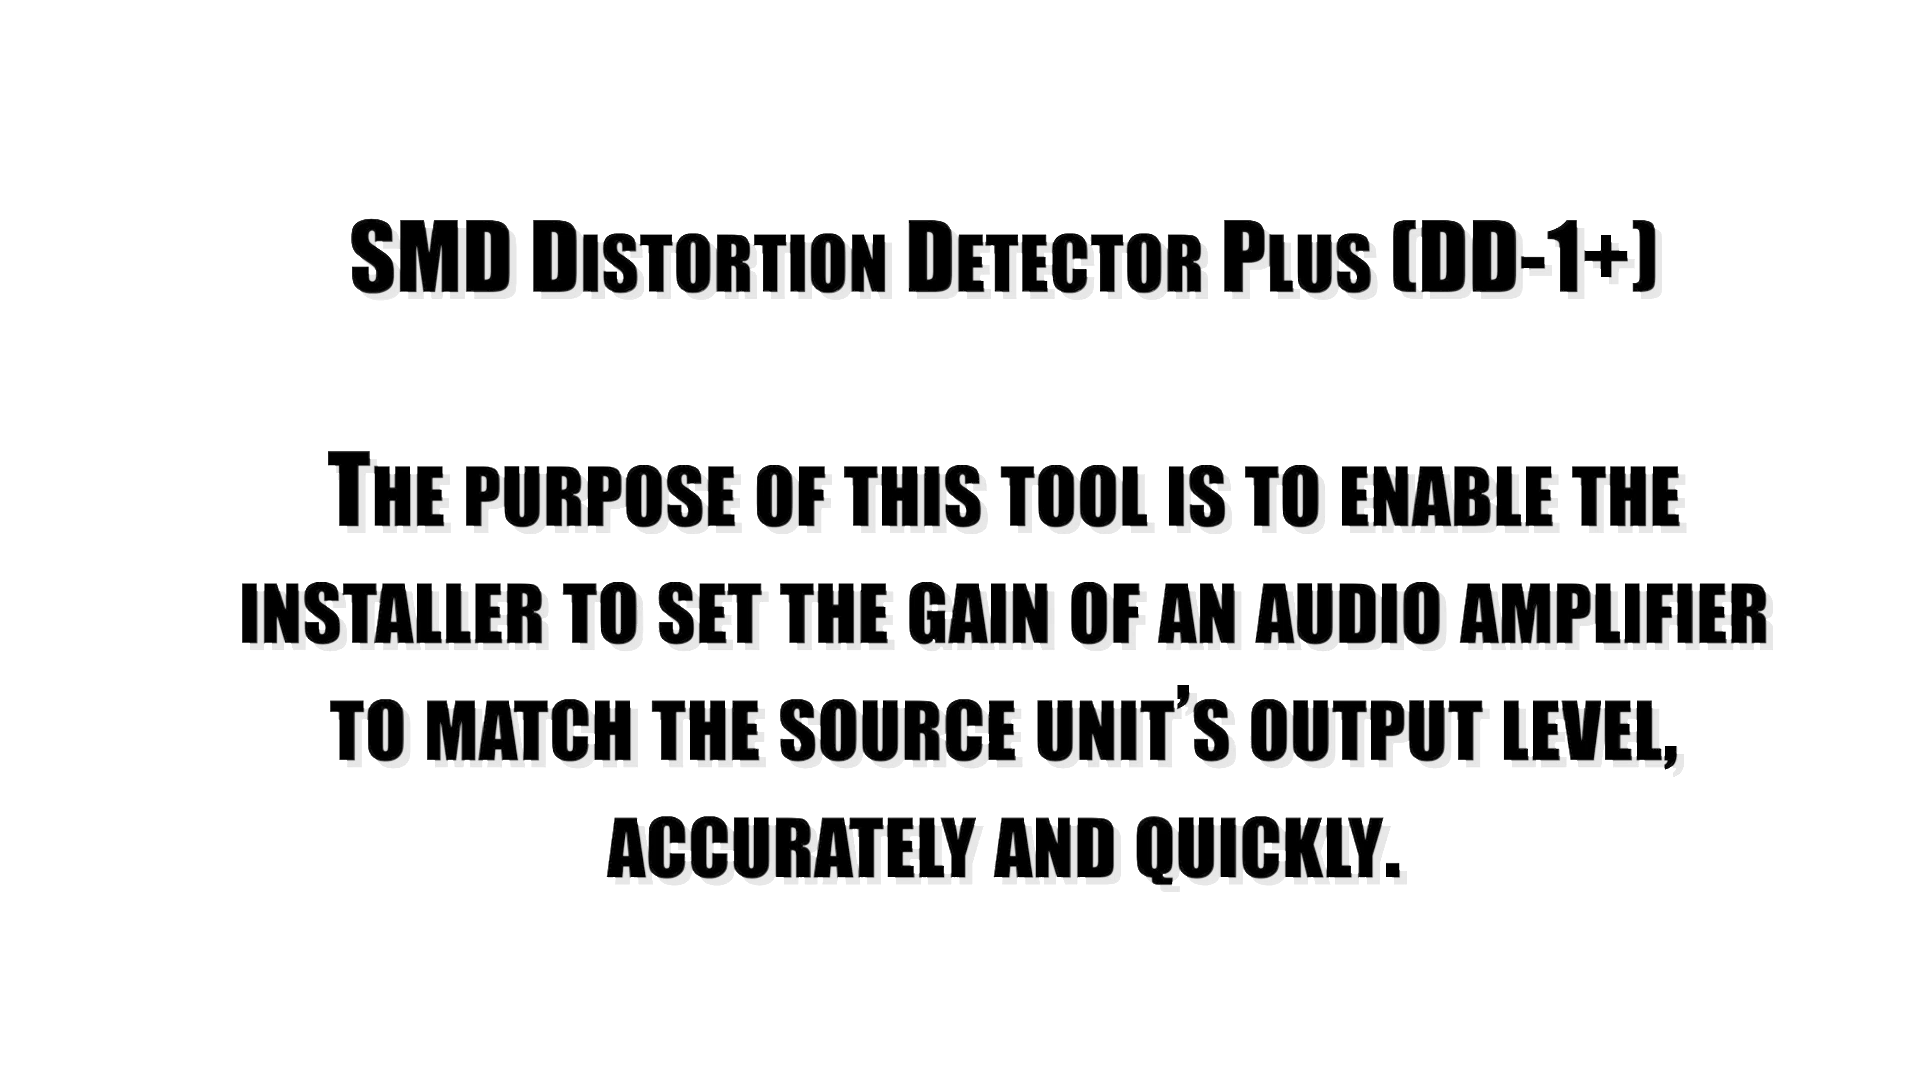 SMD Distortion Detector Plus (DD-1+)
The purpose of this tool is to enable the
installer to set the gain of an audio amplifier
to match the source unit’s output level,
accurately and quickly.